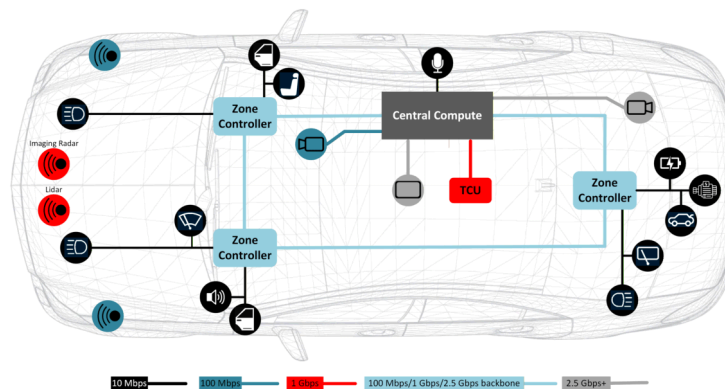 Zone
Controller
Central Compute
Imaging Radar
Lidar
TCU
Zone
Controller
Zone
Controller
10 Mbps
100 Mbps
1 Gbps
100 Mbps/1 Gbps/2.5 Gbps backbone
2.5 Gbps+